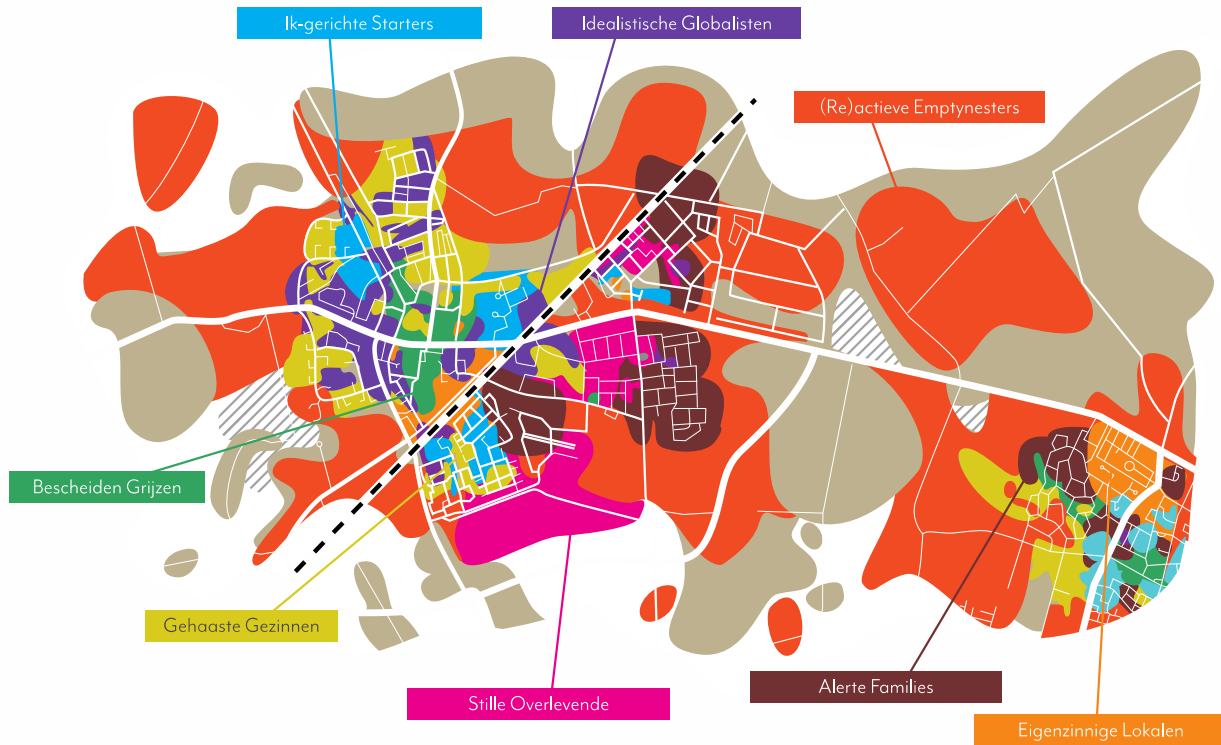 Ik-gerichte Starters
Idealistische Globalisten
(Re)actieve Emptynesters
Bescheiden Grijzen
Gehaaste Gezinnen
Stille Overlevende
Alerte Families
Eigenzinnige Lokalen